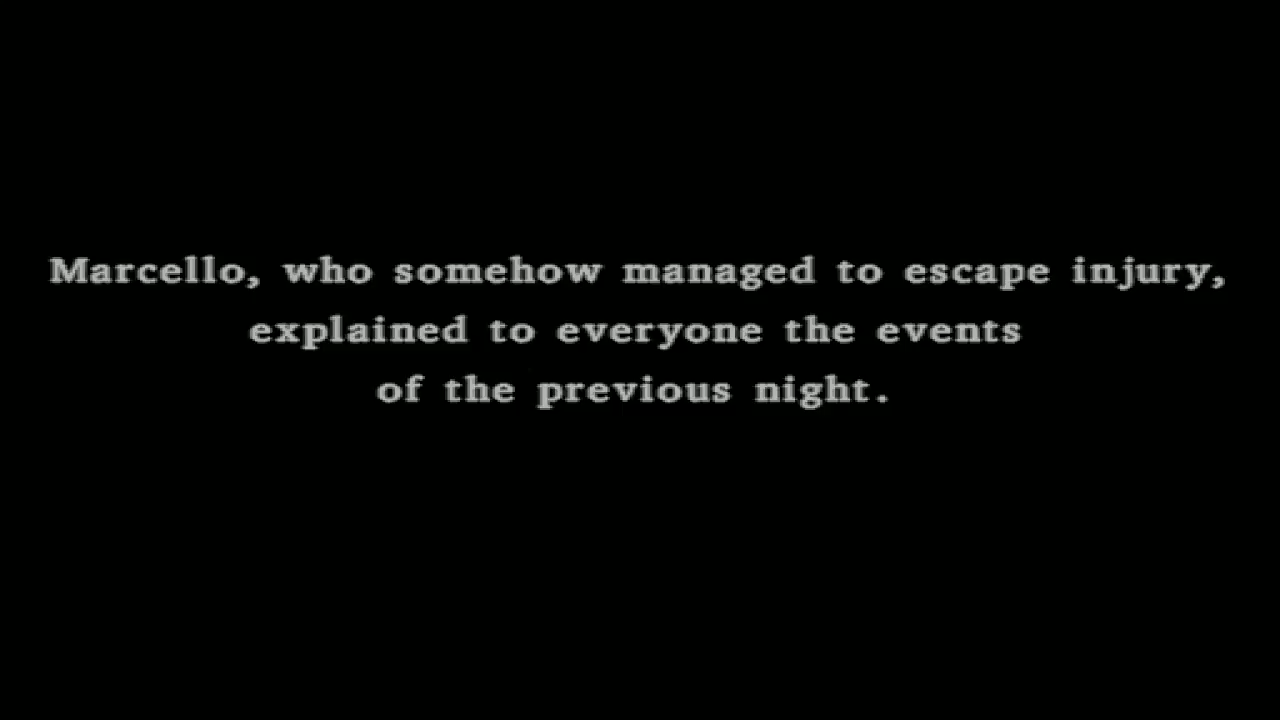 Marcello, who somehow managed to escape injury,
explained to everyone the events
of the previous night.